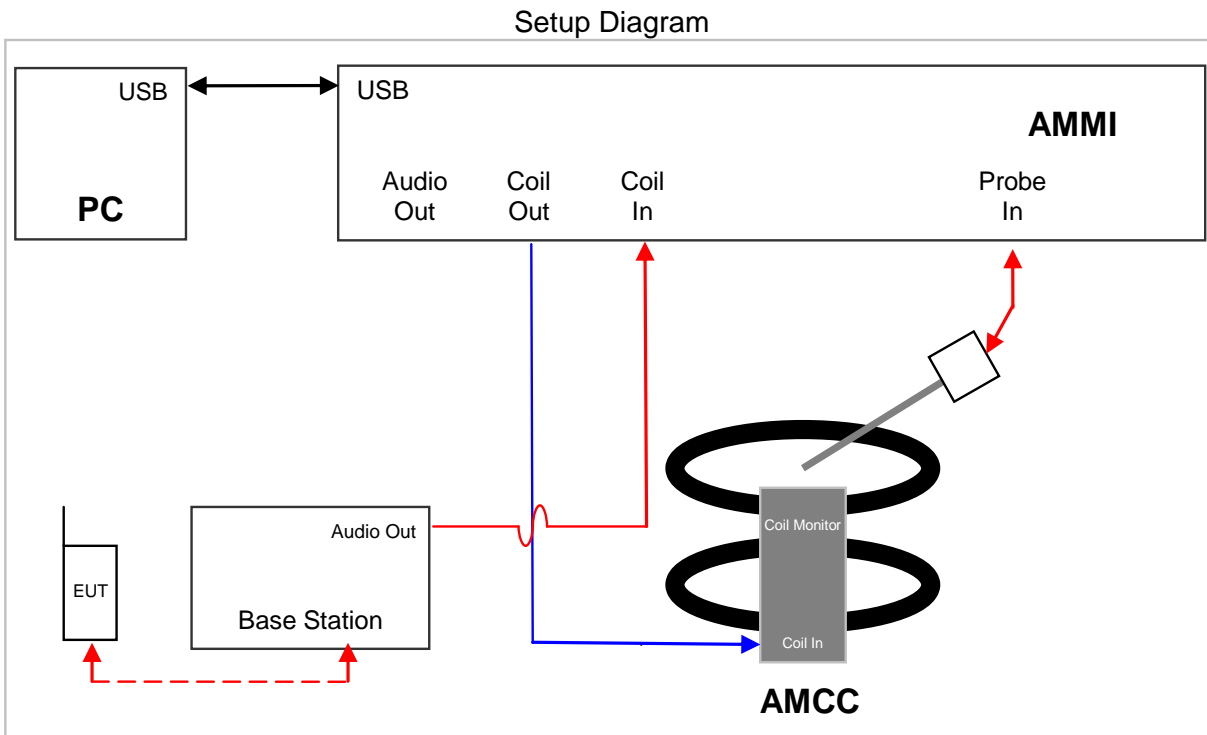 Setup Diagram
USB
PC
USB
AMMI
Audio
Out
Coil
Out
Coil
In
Probe
In
Coil Monitor
Coil In
AMCC
Audio Out
Base Station
EUT